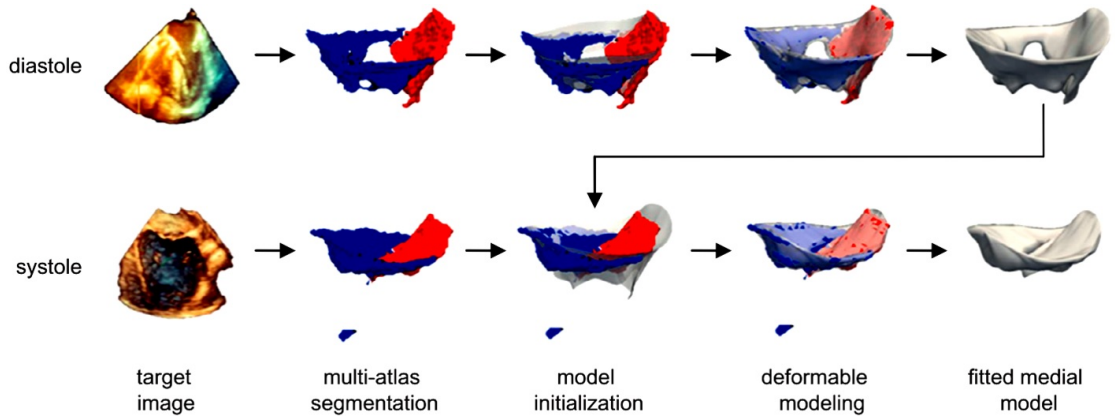 diastole
systole
target
image
multi-atlas
segmentation
model
initialization
deformable
modeling
fitted medial
model